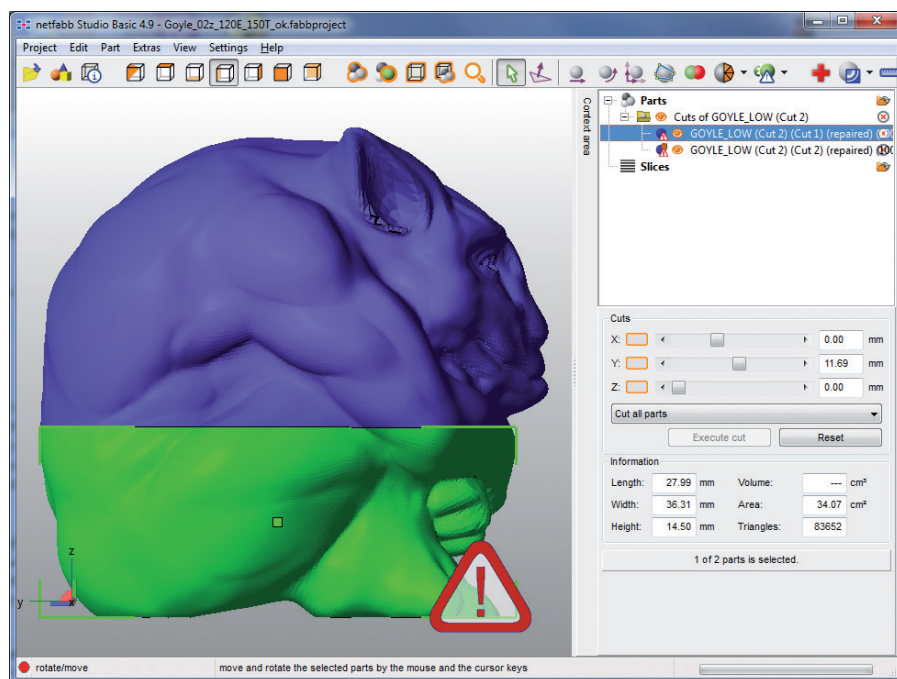 netfabb Studio Basic 4.9 - Goyle_02z_120E_150T_ok.fabbproject
Project Edit Part Extras View Settings Help
Context area
Parts
Cuts of GOYLE_LOW (Cut 2)
GOYLE_LOW (Cut 2) (Cut 1) (repaired)
GOYLE_LOW (Cut 2) (Cut 2) (repaired)
Slices
Cuts
X: 0.00 mm
Y: 11.69 mm
Z: 0.00 mm
Cut all parts
Execute cut Reset
Information
Length: 27.99 mm Volume: --- cm³
Width: 36.31 mm Area: 34.07 cm²
Height: 14.50 mm Triangles: 83652
1 of 2 parts is selected.
z
y x
rotate/move move and rotate the selected parts by the mouse and the cursor keys